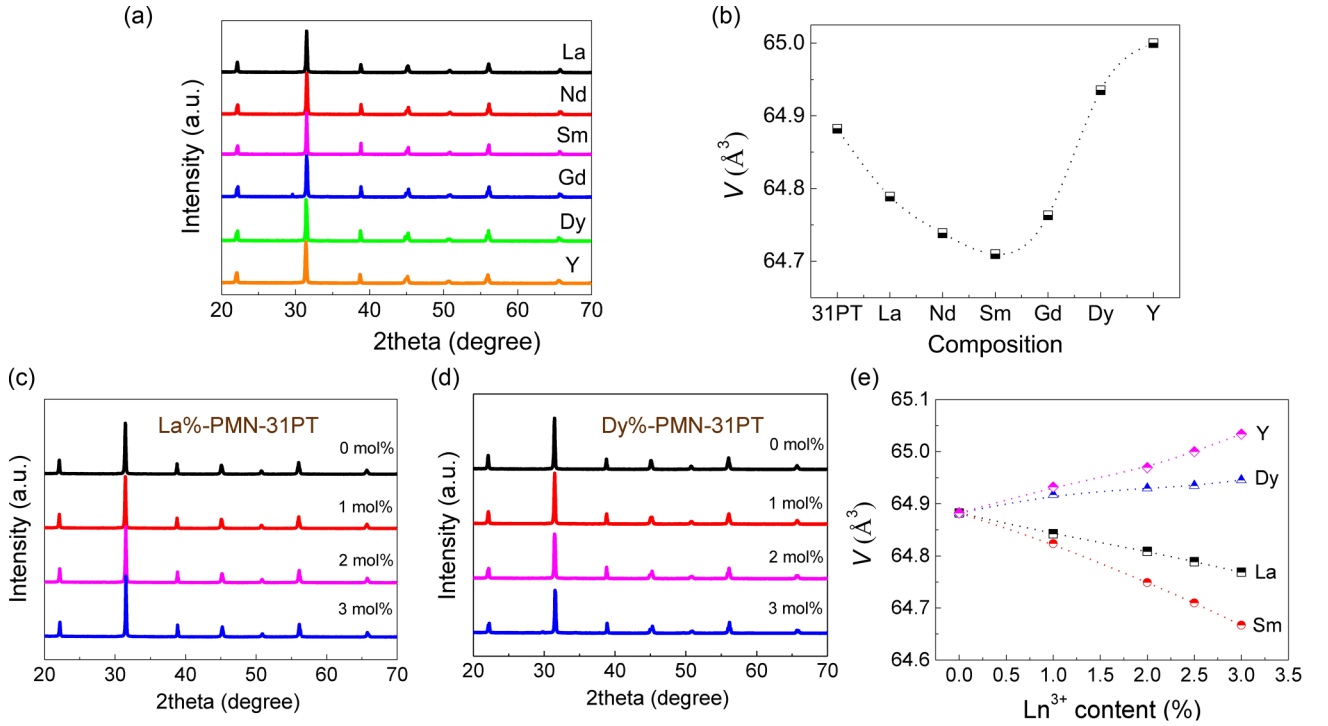 (a)
Intensity (a.u.)
La
Nd
Sm
Gd
Dy
Y
20 30 40 50 60 70
2theta (degree)
(b)
V (Å³)
65.0
64.9
64.8
64.7
31PT La Nd Sm Gd Dy Y
Composition
(c)
Intensity (a.u.)
La%-PMN-31PT
0 mol%
1 mol%
2 mol%
3 mol%
20 30 40 50 60 70
2theta (degree)
(d)
Intensity (a.u.)
Dy%-PMN-31PT
0 mol%
1 mol%
2 mol%
3 mol%
20 30 40 50 60 70
2theta (degree)
(e)
V (Å³)
65.1
65.0
64.9
64.8
64.7
64.6
Y
Dy
La
Sm
0.0 0.5 1.0 1.5 2.0 2.5 3.0 3.5
Ln³⁺ content (%)